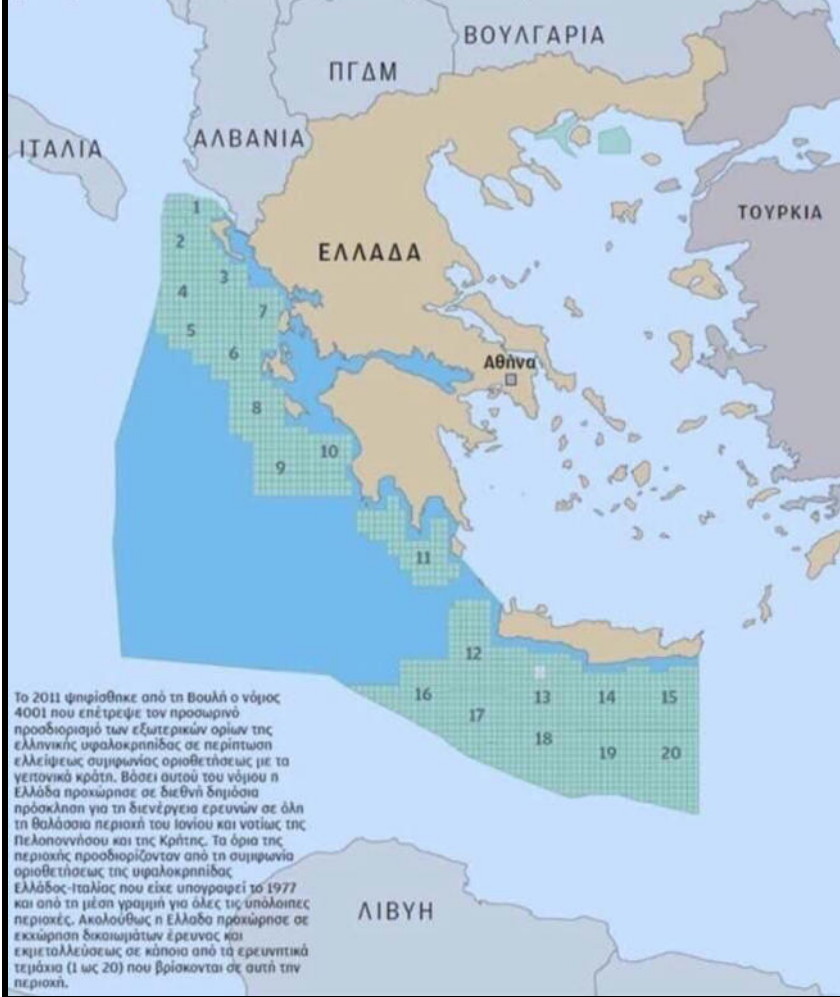 ΒΟΥΛΓΑΡΙΑ
ΠΓΔΜ
ΑΛΒΑΝΙΑ
ΙΤΑΛΙΑ
ΤΟΥΡΚΙΑ
ΕΛΛΑΔΑ
Αθήνα
1
2
3
4
7
5
6
8
10
9
11
12
16
13
14
15
17
18
19
20
Το 2011 ψηφίσθηκε από τη Βουλή ο νόμος
4001 που επέτρεψε τον προσωρινό
προσδιορισμό των εξωτερικών ορίων της
ελληνικής υφαλοκρηπίδας σε περίπτωση
ελλείψεως συμφωνίας οριοθετήσεως με τα
γειτονικά κράτη. Βάσει αυτού του νόμου η
Ελλάδα προχώρησε σε διεθνή δημόσια
πρόσκληση για τη διενέργεια ερευνών σε όλη
τη θαλάσσια περιοχή του Ιονίου και νοτίως της
Πελοποννήσου και της Κρήτης. Τα όρια της
περιοχής προσδιορίζονταν από τη συμφωνία
οριοθετήσεως της υφαλοκρηπίδας
Ελλάδος-Ιταλίας που είχε υπογραφεί το 1977
και από τη μέση γραμμή για όλες τις υπόλοιπες
περιοχές. Ακολούθως η Ελλάδα προχώρησε σε
εκχώρηση δικαιωμάτων έρευνας και
εκμεταλλεύσεως σε κάποια από τα ερευνητικά
τεμάχια (1 ως 20) που βρίσκονται σε αυτή την
περιοχή.
ΛΙΒΥΗ